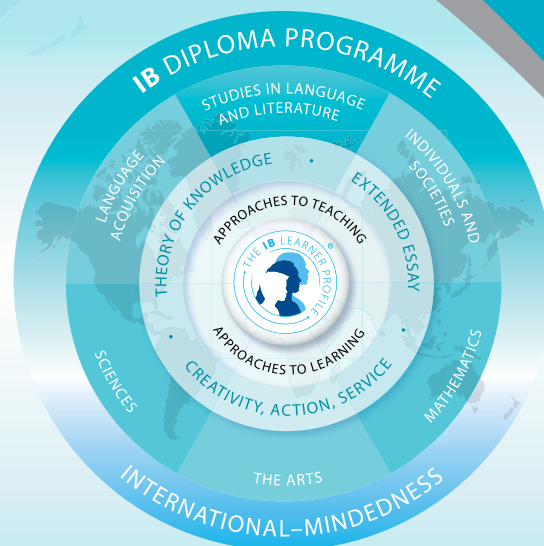 IB DIPLOMA PROGRAMME
STUDIES IN LANGUAGE
AND LITERATURE
LANGUAGE
ACQUISITION
INDIVIDUALS AND
SOCIETIES
THEORY OF KNOWLEDGE
EXTENDED ESSAY
APPROACHES TO TEACHING
THE IB LEARNER PROFILE
®
APPROACHES TO LEARNING
CREATIVITY, ACTION, SERVICE
SCIENCES
MATHEMATICS
THE ARTS
INTERNATIONAL–MINDEDNESS